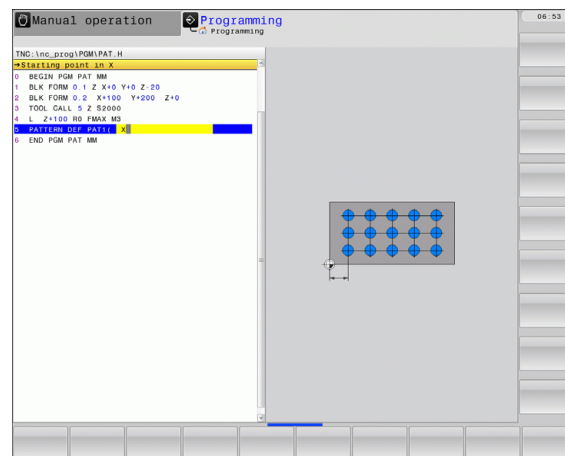 Manual operation
Programming
Programming
06:53
TNC:\nc_prog\PGM\PAT.H
→Starting point in X
0 BEGIN PGM PAT MM
1 BLK FORM 0.1 Z X+0 Y+0 Z-20
2 BLK FORM 0.2 X+100 Y+200 Z+0
3 TOOL CALL 5 Z S2000
4 L Z+100 R0 FMAX M3
5 PATTERN DEF PAT1( X
6 END PGM PAT MM